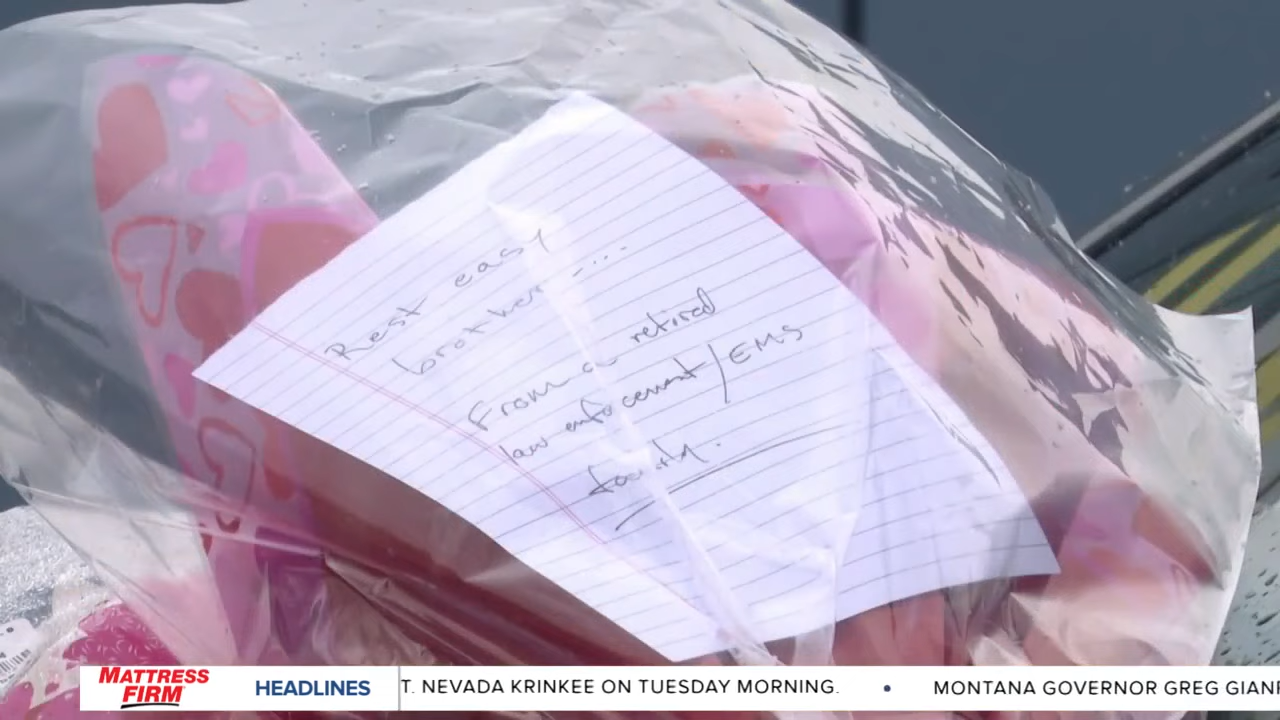 Rest easy
brother....
From a retired
law enforcement/EMS
family.
MATTRESS
FIRM
HEADLINES
T. NEVADA KRINKEE ON TUESDAY MORNING. • MONTANA GOVERNOR GREG GIAN